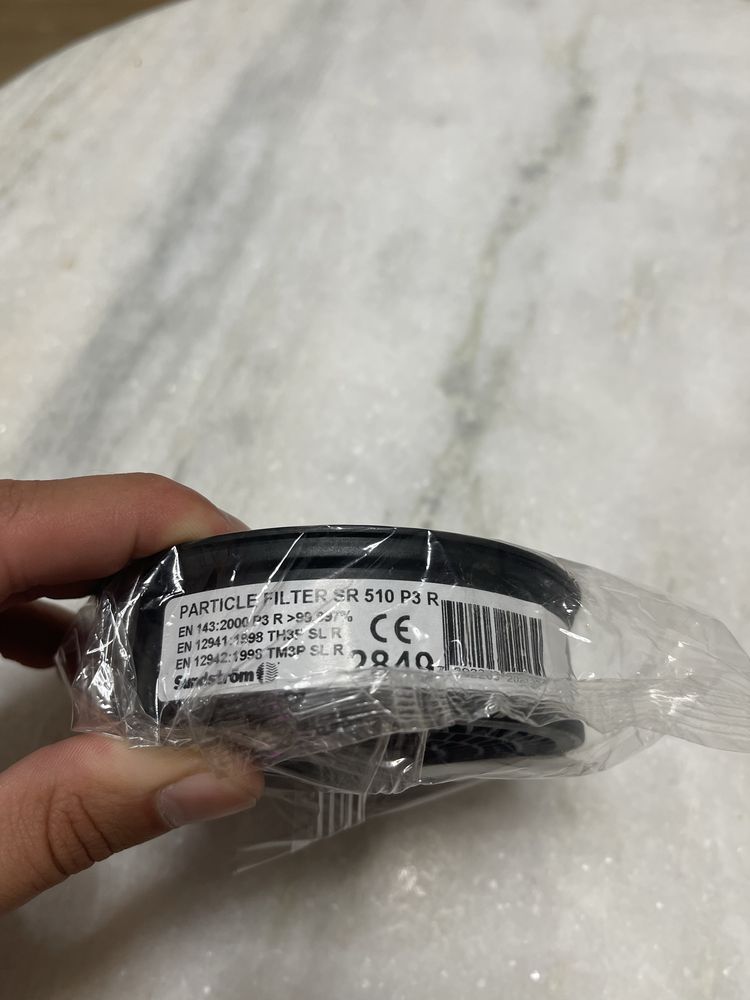 PARTICLE FILTER SR 510 P3 R
EN 143:2000 P3 R >99,997%
EN 12941:1998 TH3P SL R
EN 12942:1998 TM3P SL R
CE
2849
Sundström